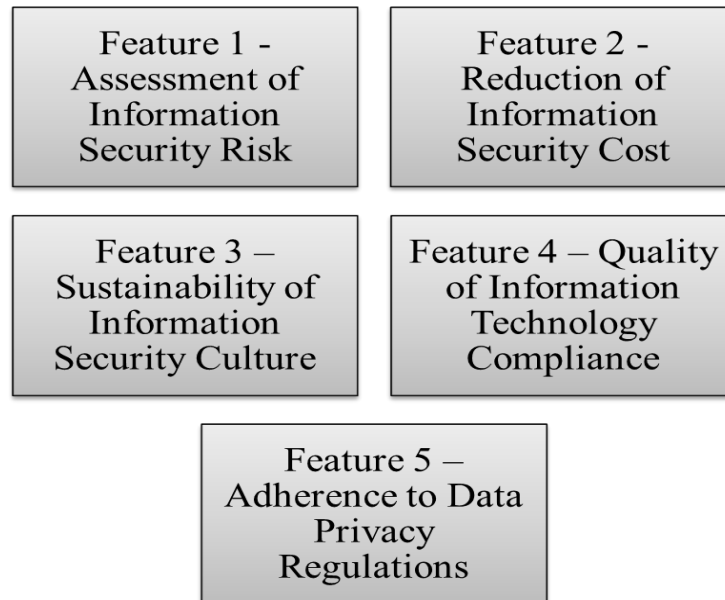 Feature 1 -
Assessment of
Information
Security Risk
Feature 2 -
Reduction of
Information
Security Cost
Feature 3 –
Sustainability of
Information
Security Culture
Feature 4 – Quality
of Information
Technology
Compliance
Feature 5 –
Adherence to Data
Privacy
Regulations